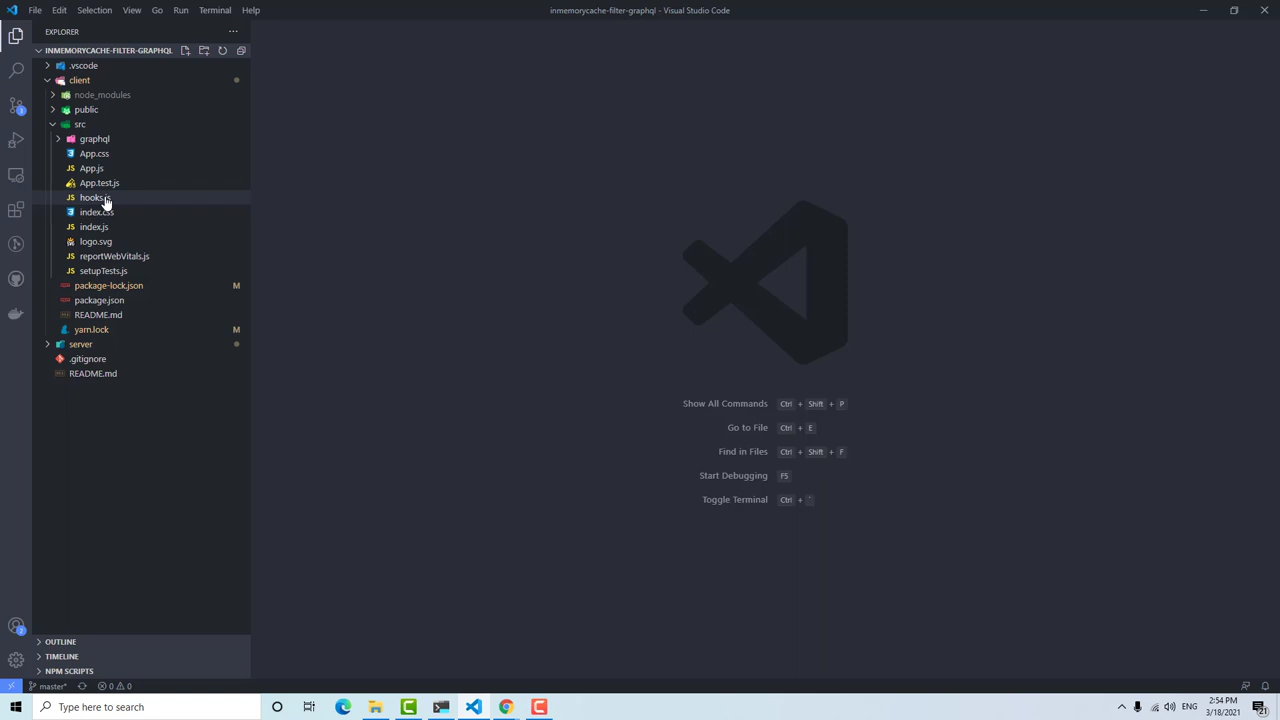 File Edit Selection View Go Run Terminal Help
inmemorycache-filter-graphql - Visual Studio Code
EXPLORER
INMEMORYCACHE-FILTER-GRAPHQL
.vscode
client
node_modules
public
src
graphql
App.css
App.js
App.test.js
hooks.js
index.css
index.js
logo.svg
reportWebVitals.js
setupTests.js
package-lock.json M
package.json
README.md
yarn.lock M
server
.gitignore
README.md
Show All Commands Ctrl + Shift + P
Go to File Ctrl + E
Find in Files Ctrl + Shift + F
Start Debugging F5
Toggle Terminal Ctrl + `
OUTLINE
TIMELINE
NPM SCRIPTS
master* 0 0
Type here to search
ENG
2:54 PM
3/18/2021